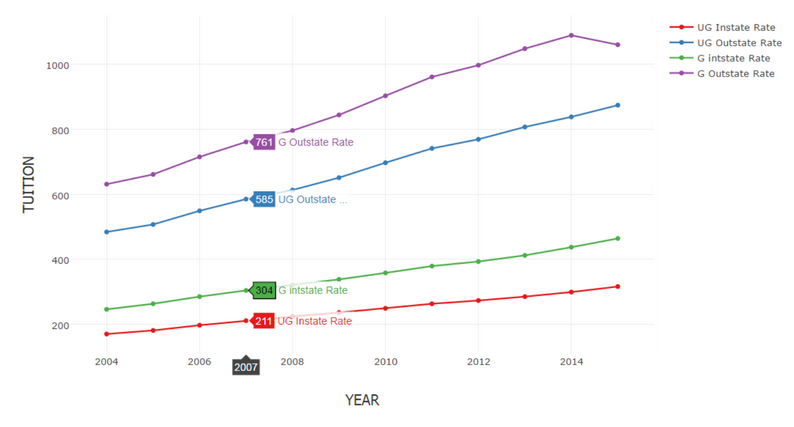 UG Instate Rate
UG Outstate Rate
G intstate Rate
G Outstate Rate
TUITION
1000
800
600
400
200
761 G Outstate Rate
585 UG Outstate ...
304 G intstate Rate
211 UG Instate Rate
2004 2006 2008 2010 2012 2014
2007
YEAR